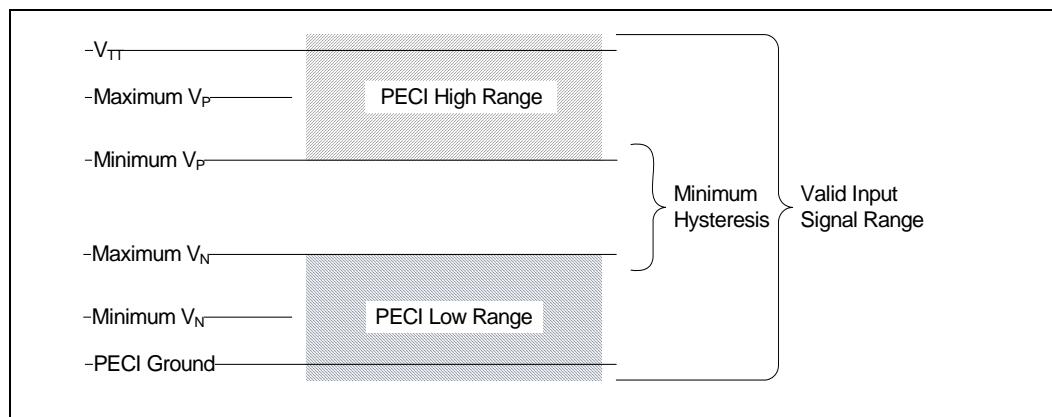 V_TT
Maximum V_P
PECI High Range
Minimum V_P
Minimum
Hysteresis
Valid Input
Signal Range
Maximum V_N
Minimum V_N
PECI Low Range
PECI Ground